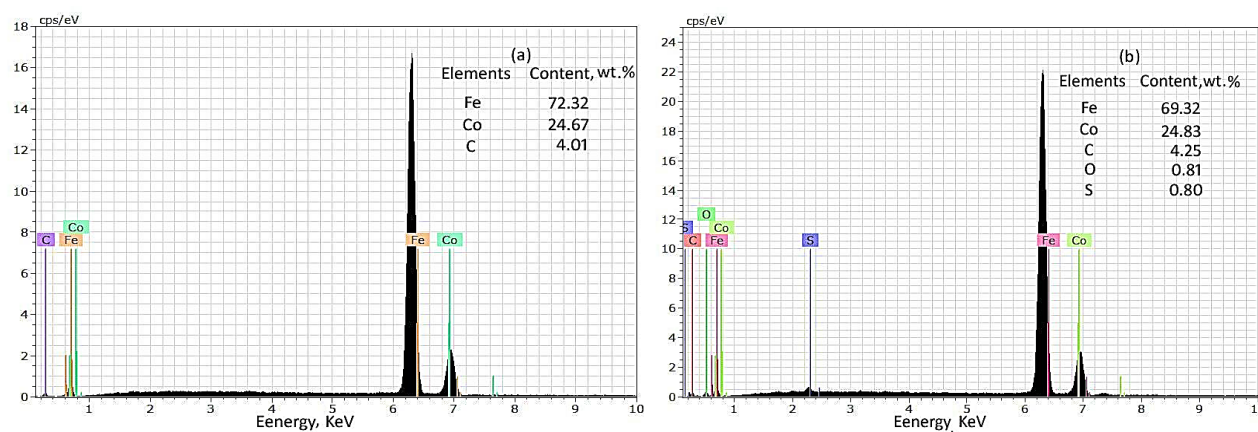 cps/eV
18
16
14
12
10
8
6
4
2
0
(a)
Elements Content, wt.%
Fe 72.32
Co 24.67
C 4.01
Co
C Fe Fe Co
1 2 3 4 5 6 7 8 9 10
Eenergy, KeV
cps/eV
24
22
20
18
16
14
12
10
8
6
4
2
0
(b)
Elements Content,wt.%
Fe 69.32
Co 24.83
C 4.25
O 0.81
S 0.80
O
S Co
C Fe S Fe Co
1 2 3 4 5 6 7 8 9 1
Eenergy KeV